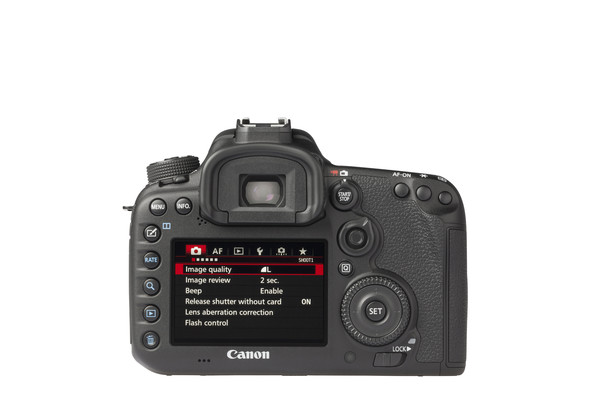 AF-ON
MENU
INFO.
START/
STOP
RATE
AF
SHOOT1
Image quality L
Image review 2 sec.
Beep Enable
Release shutter without card ON
Lens aberration correction
Flash control
Q
SET
LOCK▶
Canon